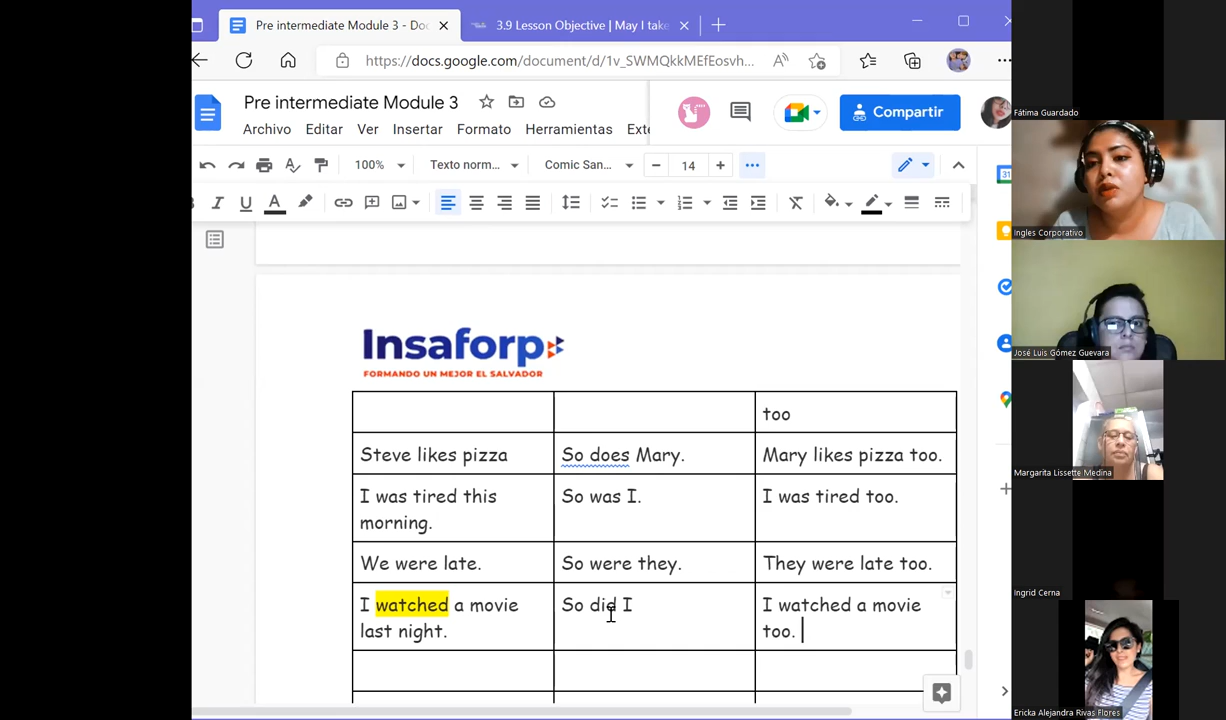 Pre intermediate Module 3 - Doc
3.9 Lesson Objective | May I take
https://docs.google.com/document/d/1v_SWMQkkMEfEosvh...
Pre intermediate Module 3
Archivo Editar Ver Insertar Formato Herramientas Exte
Compartir
100% Texto norm... Comic San... 14
Insaforp
FORMANDO UN MEJOR EL SALVADOR
too
Steve likes pizza So does Mary. Mary likes pizza too.
I was tired this So was I. I was tired too.
morning.
We were late. So were they. They were late too.
I watched a movie So did I I watched a movie
last night. too.
Fátima Guardado
Ingles Corporativo
José Luis Gómez Guevara
Margarita Lissette Medina
Ingrid Cerna
Ericka Alejandra Rivas Flores